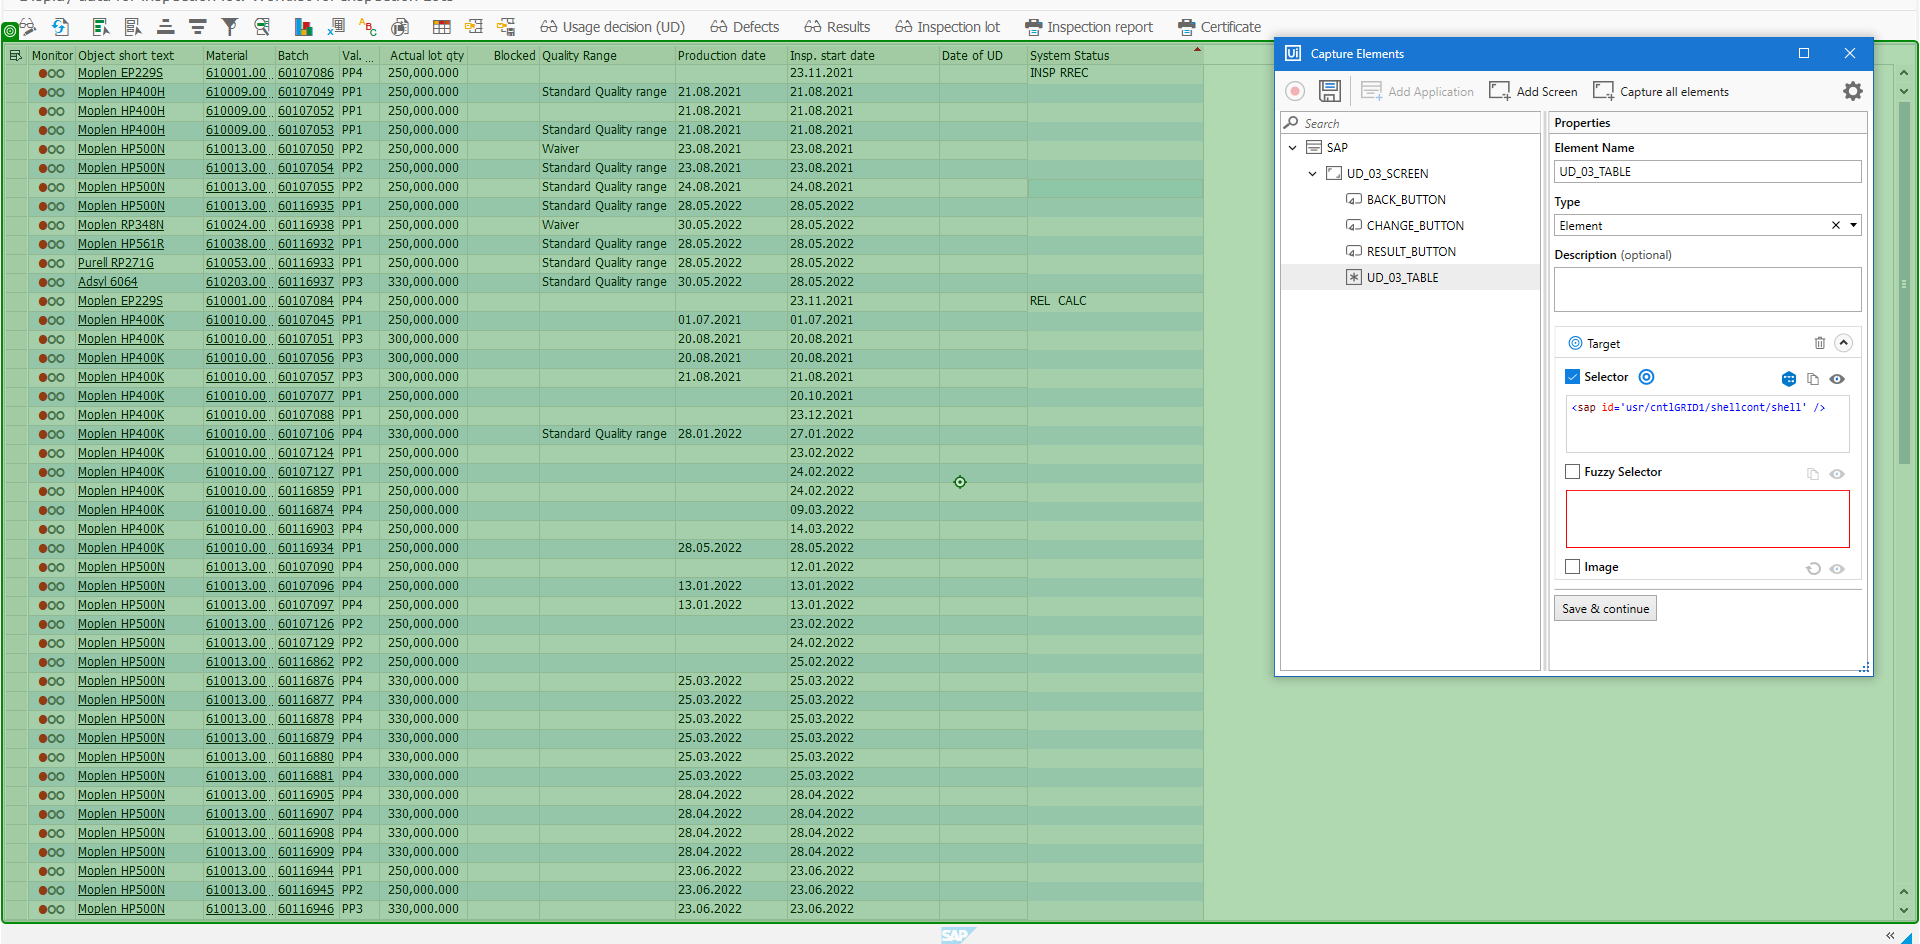 Usage decision (UD) Defects Results Inspection lot Inspection report Certificate
Monitor Object short text Material Batch Val. ... Actual lot qty Blocked Quality Range Production date Insp. start date Date of UD System Status
Moplen EP229S 610001.00 .. 60107086 PP4 250,000.000 23.11.2021 INSP RREC
Moplen HP400H 610009.00 .. 60107049 PP1 250,000.000 Standard Quality range 21.08.2021 21.08.2021
Moplen HP400H 610009.00 .. 60107052 PP1 250,000.000 21.08.2021 21.08.2021
Moplen HP400H 610009.00 .. 60107053 PP1 250,000.000 Standard Quality range 21.08.2021 21.08.2021
Moplen HP500N 610013.00 .. 60107050 PP2 250,000.000 Waiver 23.08.2021 23.08.2021
Moplen HP500N 610013.00 .. 60107054 PP2 250,000.000 Standard Quality range 23.08.2021 23.08.2021
Moplen HP500N 610013.00 .. 60107055 PP2 250,000.000 Standard Quality range 24.08.2021 24.08.2021
Moplen HP500N 610013.00 .. 60116935 PP1 250,000.000 Standard Quality range 28.05.2022 28.05.2022
Moplen RP348N 610024.00 .. 60116938 PP1 250,000.000 Waiver 30.05.2022 28.05.2022
Moplen HP561R 610038.00 .. 60116932 PP1 250,000.000 Standard Quality range 28.05.2022 28.05.2022
Purell RP271G 610053.00 .. 60116933 PP1 250,000.000 Standard Quality range 28.05.2022 28.05.2022
Adsyl 6064 610203.00 .. 60116937 PP3 330,000.000 Standard Quality range 30.05.2022 28.05.2022
Moplen EP229S 610001.00 .. 60107084 PP4 250,000.000 23.11.2021 REL CALC
Moplen HP400K 610010.00 .. 60107045 PP1 250,000.000 01.07.2021 01.07.2021
Moplen HP400K 610010.00 .. 60107051 PP3 300,000.000 20.08.2021 20.08.2021
Moplen HP400K 610010.00 .. 60107056 PP3 300,000.000 20.08.2021 20.08.2021
Moplen HP400K 610010.00 .. 60107057 PP3 300,000.000 21.08.2021 21.08.2021
Moplen HP400K 610010.00 .. 60107077 PP1 250,000.000 20.10.2021
Moplen HP400K 610010.00 .. 60107088 PP1 250,000.000 23.12.2021
Moplen HP400K 610010.00 .. 60107106 PP4 330,000.000 Standard Quality range 28.01.2022 27.01.2022
Moplen HP400K 610010.00 .. 60107124 PP1 250,000.000 23.02.2022
Moplen HP400K 610010.00 .. 60107127 PP1 250,000.000 24.02.2022
Moplen HP400K 610010.00 .. 60116859 PP1 250,000.000 24.02.2022
Moplen HP400K 610010.00 .. 60116874 PP4 250,000.000 09.03.2022
Moplen HP400K 610010.00 .. 60116903 PP4 250,000.000 14.03.2022
Moplen HP400K 610010.00 .. 60116934 PP1 250,000.000 28.05.2022 28.05.2022
Moplen HP500N 610013.00 .. 60107090 PP4 250,000.000 12.01.2022
Moplen HP500N 610013.00 .. 60107096 PP4 250,000.000 13.01.2022 13.01.2022
Moplen HP500N 610013.00 .. 60107097 PP4 250,000.000 13.01.2022 13.01.2022
Moplen HP500N 610013.00 .. 60107126 PP2 250,000.000 23.02.2022
Moplen HP500N 610013.00 .. 60107129 PP2 250,000.000 24.02.2022
Moplen HP500N 610013.00 .. 60116862 PP2 250,000.000 25.02.2022
Moplen HP500N 610013.00 .. 60116876 PP4 330,000.000 25.03.2022 25.03.2022
Moplen HP500N 610013.00 .. 60116877 PP4 330,000.000 25.03.2022 25.03.2022
Moplen HP500N 610013.00 .. 60116878 PP4 330,000.000 25.03.2022 25.03.2022
Moplen HP500N 610013.00 .. 60116879 PP4 330,000.000 25.03.2022 25.03.2022
Moplen HP500N 610013.00 .. 60116880 PP4 330,000.000 25.03.2022 25.03.2022
Moplen HP500N 610013.00 .. 60116881 PP4 330,000.000 25.03.2022 25.03.2022
Moplen HP500N 610013.00 .. 60116905 PP4 330,000.000 28.04.2022 28.04.2022
Moplen HP500N 610013.00 .. 60116907 PP4 330,000.000 28.04.2022 28.04.2022
Moplen HP500N 610013.00 .. 60116908 PP4 330,000.000 28.04.2022 28.04.2022
Moplen HP500N 610013.00 .. 60116909 PP4 330,000.000 28.04.2022 28.04.2022
Moplen HP500N 610013.00 .. 60116944 PP1 250,000.000 23.06.2022 23.06.2022
Moplen HP500N 610013.00 .. 60116945 PP2 250,000.000 23.06.2022 23.06.2022
Moplen HP500N 610013.00 .. 60116946 PP3 330,000.000 23.06.2022 23.06.2022
SAP
Ui Capture Elements
Add Application Add Screen Capture all elements
Search
SAP
UD_03_SCREEN
BACK_BUTTON
CHANGE_BUTTON
RESULT_BUTTON
UD_03_TABLE
Properties
Element Name
UD_03_TABLE
Type
Element
Description (optional)
Target
Selector
<sap id='usr/cntlGRID1/shellcont/shell' />
Fuzzy Selector
Image
Save & continue